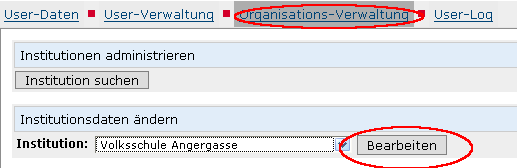 User-Daten User-Verwaltung Organisations-Verwaltung User-Log
Institutionen administrieren
Institution suchen
Institutionsdaten ändern
Institution: Volksschule Angergasse Bearbeiten